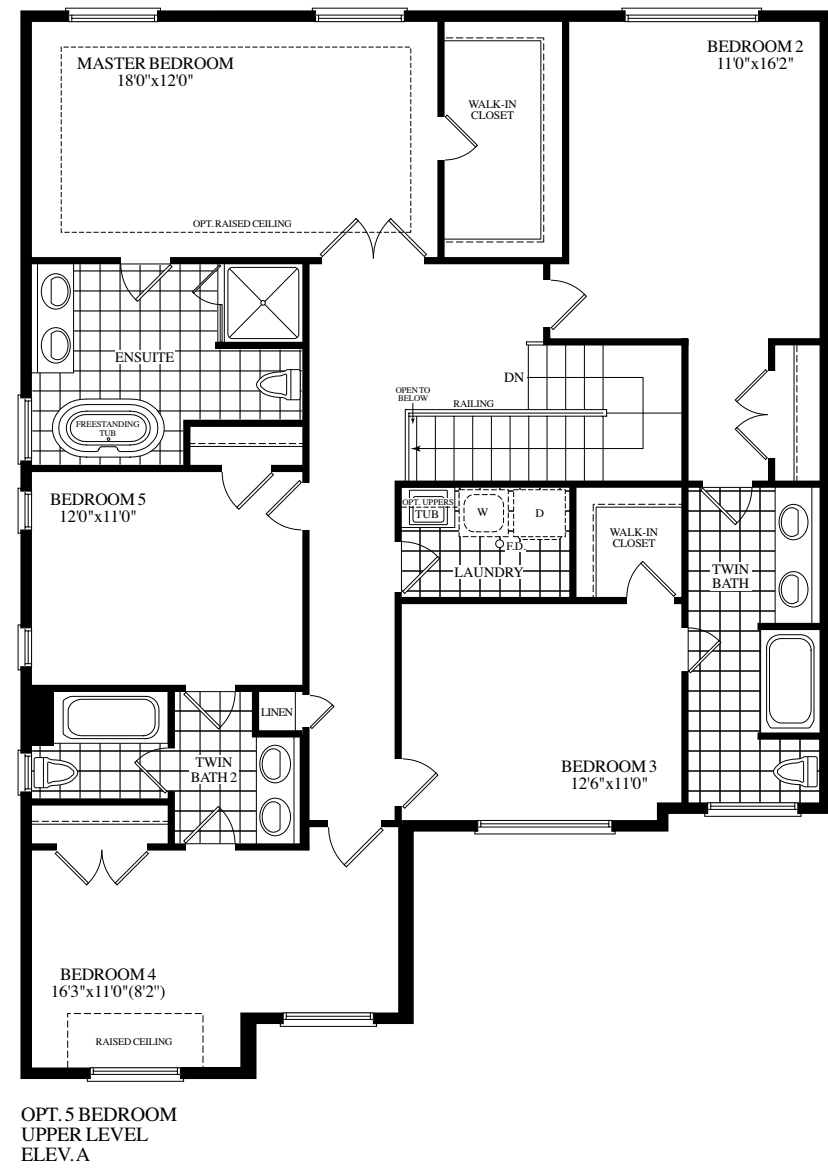 MASTER BEDROOM
18'0"x12'0"
BEDROOM 2
11'0"x16'2"
WALK-IN
CLOSET
OPT. RAISED CEILING
ENSUITE
DN
OPEN TO
BELOW
RAILING
FREESTANDING
TUB
BEDROOM 5
12'0"x11'0"
OPT. UPPERS
TUB
W
D
F.D.
LAUNDRY
WALK-IN
CLOSET
TWIN
BATH
LINEN
TWIN
BATH 2
BEDROOM 3
12'6"x11'0"
BEDROOM 4
16'3"x11'0"(8'2")
RAISED CEILING
OPT. 5 BEDROOM
UPPER LEVEL
ELEV. A